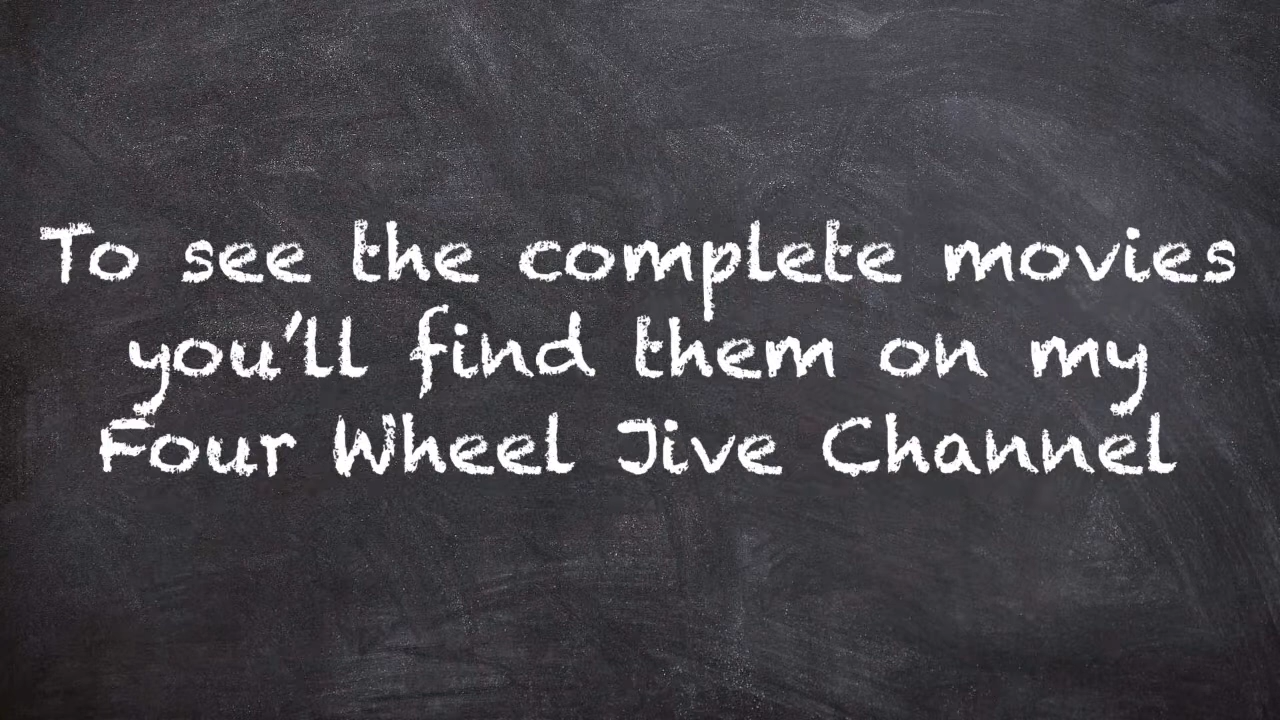 To see the complete movies
you'll find them on my
Four Wheel Jive Channel